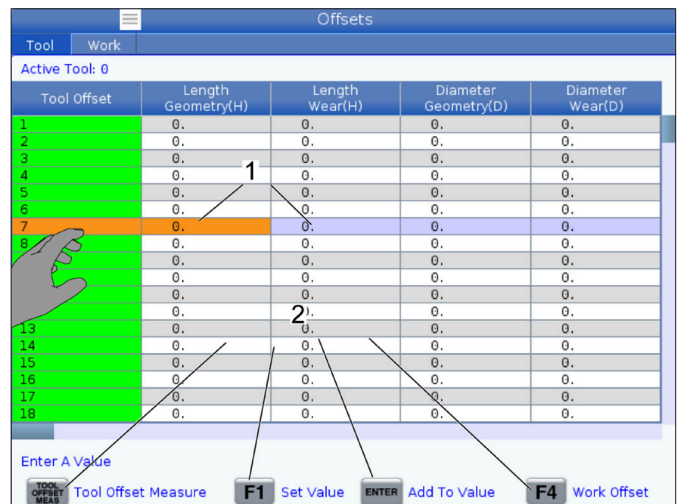 Offsets
Tool Work
Active Tool: 0
Tool Offset Length Geometry(H) Length Wear(H) Diameter Geometry(D) Diameter Wear(D)
1 0. 0. 0. 0.
2 0. 0. 0. 0.
3 0. 0. 0. 0.
4 0. 0. 0. 0.
1
5 0. 0. 0. 0.
6 0. 0. 0. 0.
7 0. 0. 0. 0.
8 0. 0. 0. 0.
0. 0. 0. 0.
0. 0. 0. 0.
0. 0. 0. 0.
0. 0. 0.
2
13 0. 0. 0. 0.
14 0. 0. 0. 0.
15 0. 0. 0. 0.
16 0. 0. 0. 0.
17 0. 0. 0. 0.
18 0. 0. 0. 0.
Enter A Value
TOOL OFFSET MEAS Tool Offset Measure F1 Set Value ENTER Add To Value F4 Work Offset